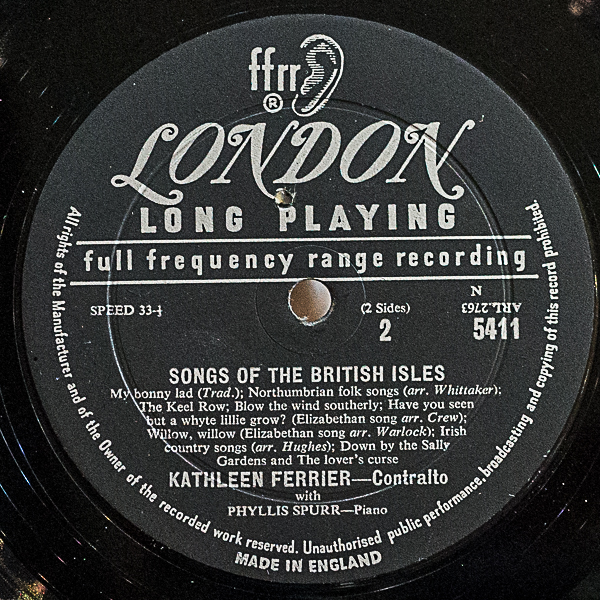 ffrr
®
LONDON
LONG PLAYING
full frequency range recording
SPEED 33-⅓
(2 Sides)
2
N
ARL.2763
5411
SONGS OF THE BRITISH ISLES
My bonny lad (Trad.); Northumbrian folk songs (arr. Whittaker);
The Keel Row; Blow the wind southerly; Have you seen
but a whyte lillie grow? (Elizabethan song arr. Crew);
Willow, willow (Elizabethan song arr. Warlock); Irish
country songs (arr. Hughes); Down by the Sally
Gardens and The lover's curse
KATHLEEN FERRIER—Contralto
with
PHYLLIS SPURR—Piano
All rights of the Manufacturer and of the Owner of the recorded work reserved. Unauthorised public performance, broadcasting and copying of this record prohibited.
MADE IN ENGLAND